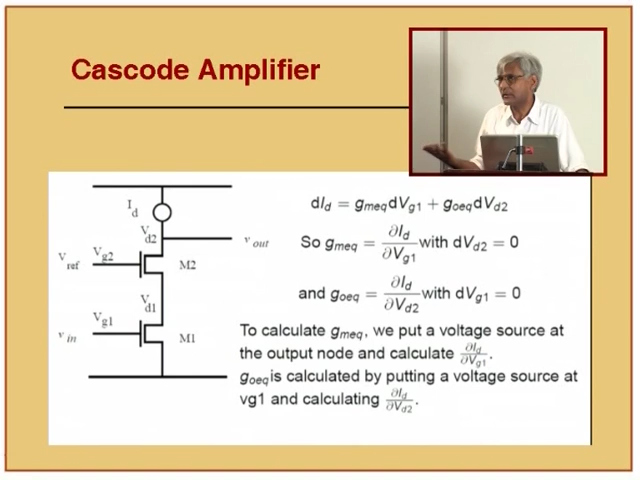 Cascode Amplifier
I_d
V_d2
v_out
V_ref V_g2
M2
V_d1
V_g1
v_in
M1
dI_d = g_meq dV_g1 + g_oeq dV_d2
So g_meq = ∂I_d/∂V_g1 with dV_d2 = 0
and g_oeq = ∂I_d/∂V_d2 with dV_g1 = 0
To calculate g_meq, we put a voltage source at
the output node and calculate ∂I_d/∂V_g1.
g_oeq is calculated by putting a voltage source at
vg1 and calculating ∂I_d/∂V_d2.